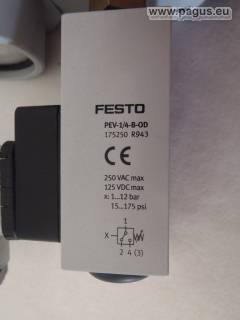 © www.pagus.eu
FESTO
PEV-1/4-B-OD
175250 R943
CE
250 VAC max
125 VDC max
x: 1...12 bar
15...175 psi
1
X
2 4 (3)